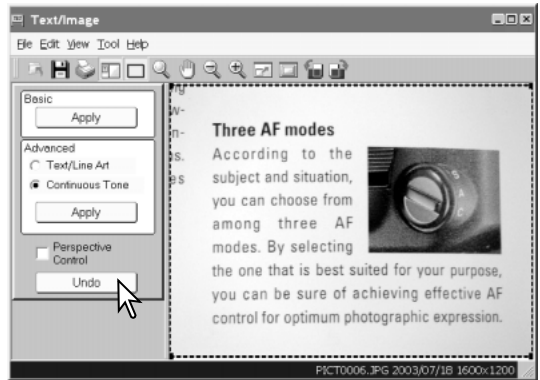 Text/Image
File Edit View Tool Help
Basic
Apply
Advanced
Text/Line Art
Continuous Tone
Apply
Perspective
Control
Undo
w-
n-
s.
es
Three AF modes
According to the
subject and situation,
you can choose from
among three AF
modes. By selecting
the one that is best suited for your purpose,
you can be sure of achieving effective AF
control for optimum photographic expression.
S
A
C
PICT0006.JPG 2003/07/18 1600x1200